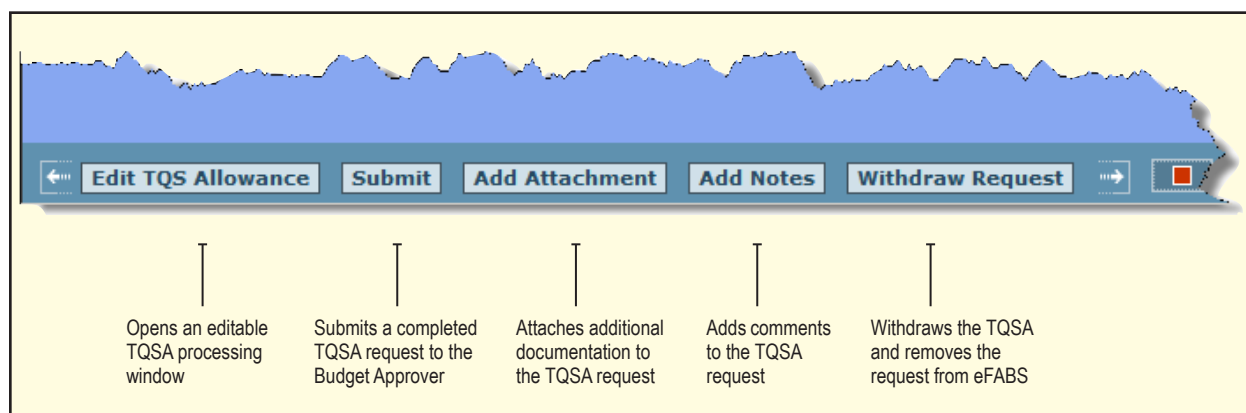 Edit TQS Allowance Submit Add Attachment Add Notes Withdraw Request
Opens an editable
TQSA processing
window
Submits a completed
TQSA request to the
Budget Approver
Attaches additional
documentation to
the TQSA request
Adds comments
to the TQSA
request
Withdraws the TQSA
and removes the
request from eFABS